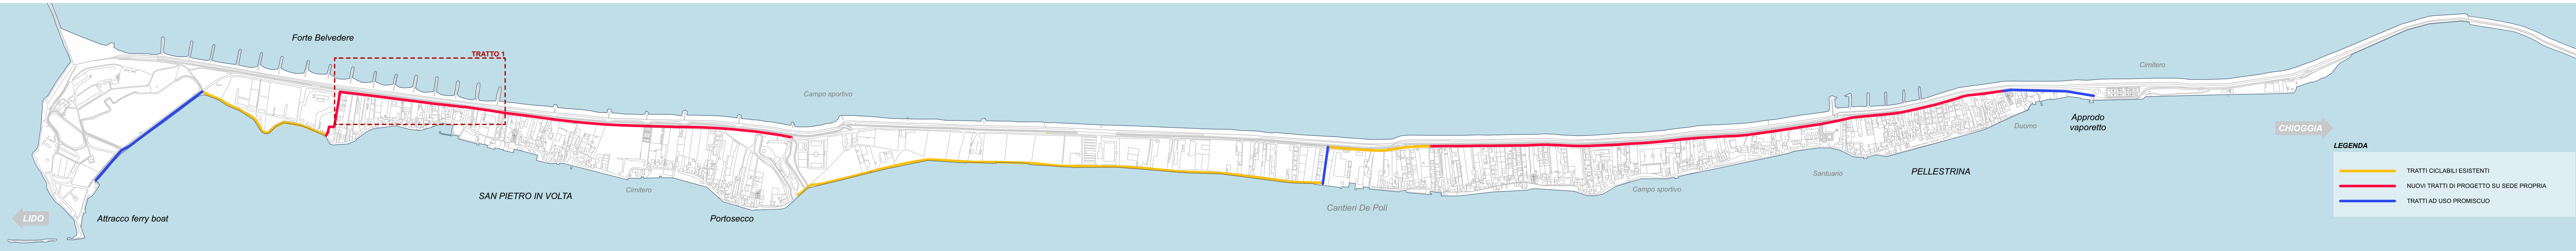 Forte Belvedere
TRATTO 1
Campo sportivo
Cimitero
Approdo
vaporetto
Duomo
CHIOGGIA
LEGENDA
TRATTI CICLABILI ESISTENTI
NUOVI TRATTI DI PROGETTO SU SEDE PROPRIA
TRATTI AD USO PROMISCUO
Santuario
PELLESTRINA
Campo sportivo
SAN PIETRO IN VOLTA
Cimitero
Cantieri De Poli
LIDO
Attracco ferry boat
Portosecco